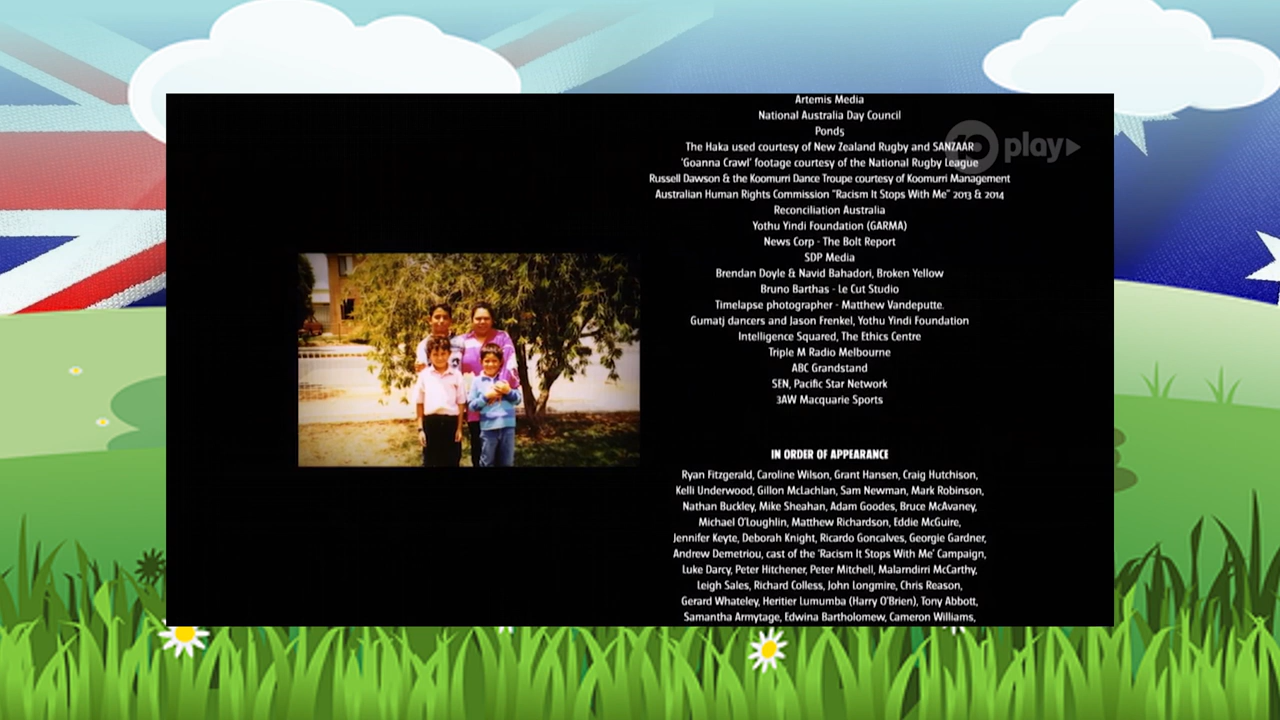 Artemis Media
National Australia Day Council
Pond5
The Haka used courtesy of New Zealand Rugby and SANZAAR
'Goanna Crawl' footage courtesy of the National Rugby League
Russell Dawson & the Koomurri Dance Troupe courtesy of Koomurri Management
Australian Human Rights Commission "Racism It Stops With Me" 2013 & 2014
Reconciliation Australia
Yothu Yindi Foundation (GARMA)
News Corp - The Bolt Report
SDP Media
Brendan Doyle & Navid Bahadori, Broken Yellow
Bruno Barthas - Le Cut Studio
Timelapse photographer - Matthew Vandeputte.
Gumatj dancers and Jason Frenkel, Yothu Yindi Foundation
Intelligence Squared, The Ethics Centre
Triple M Radio Melbourne
ABC Grandstand
SEN, Pacific Star Network
3AW Macquarie Sports
IN ORDER OF APPEARANCE
Ryan Fitzgerald, Caroline Wilson, Grant Hansen, Craig Hutchison,
Kelli Underwood, Gillon McLachlan, Sam Newman, Mark Robinson,
Nathan Buckley, Mike Sheahan, Adam Goodes, Bruce McAvaney,
Michael O'Loughlin, Matthew Richardson, Eddie McGuire,
Jennifer Keyte, Deborah Knight, Ricardo Goncalves, Georgie Gardner,
Andrew Demetriou, cast of the 'Racism It Stops With Me' Campaign,
Luke Darcy, Peter Hitchener, Peter Mitchell, Malarndirri McCarthy,
Leigh Sales, Richard Colless, John Longmire, Chris Reason,
Gerard Whateley, Heritier Lumumba (Harry O'Brien), Tony Abbott,
Samantha Armytage, Edwina Bartholomew, Cameron Williams,
10 play